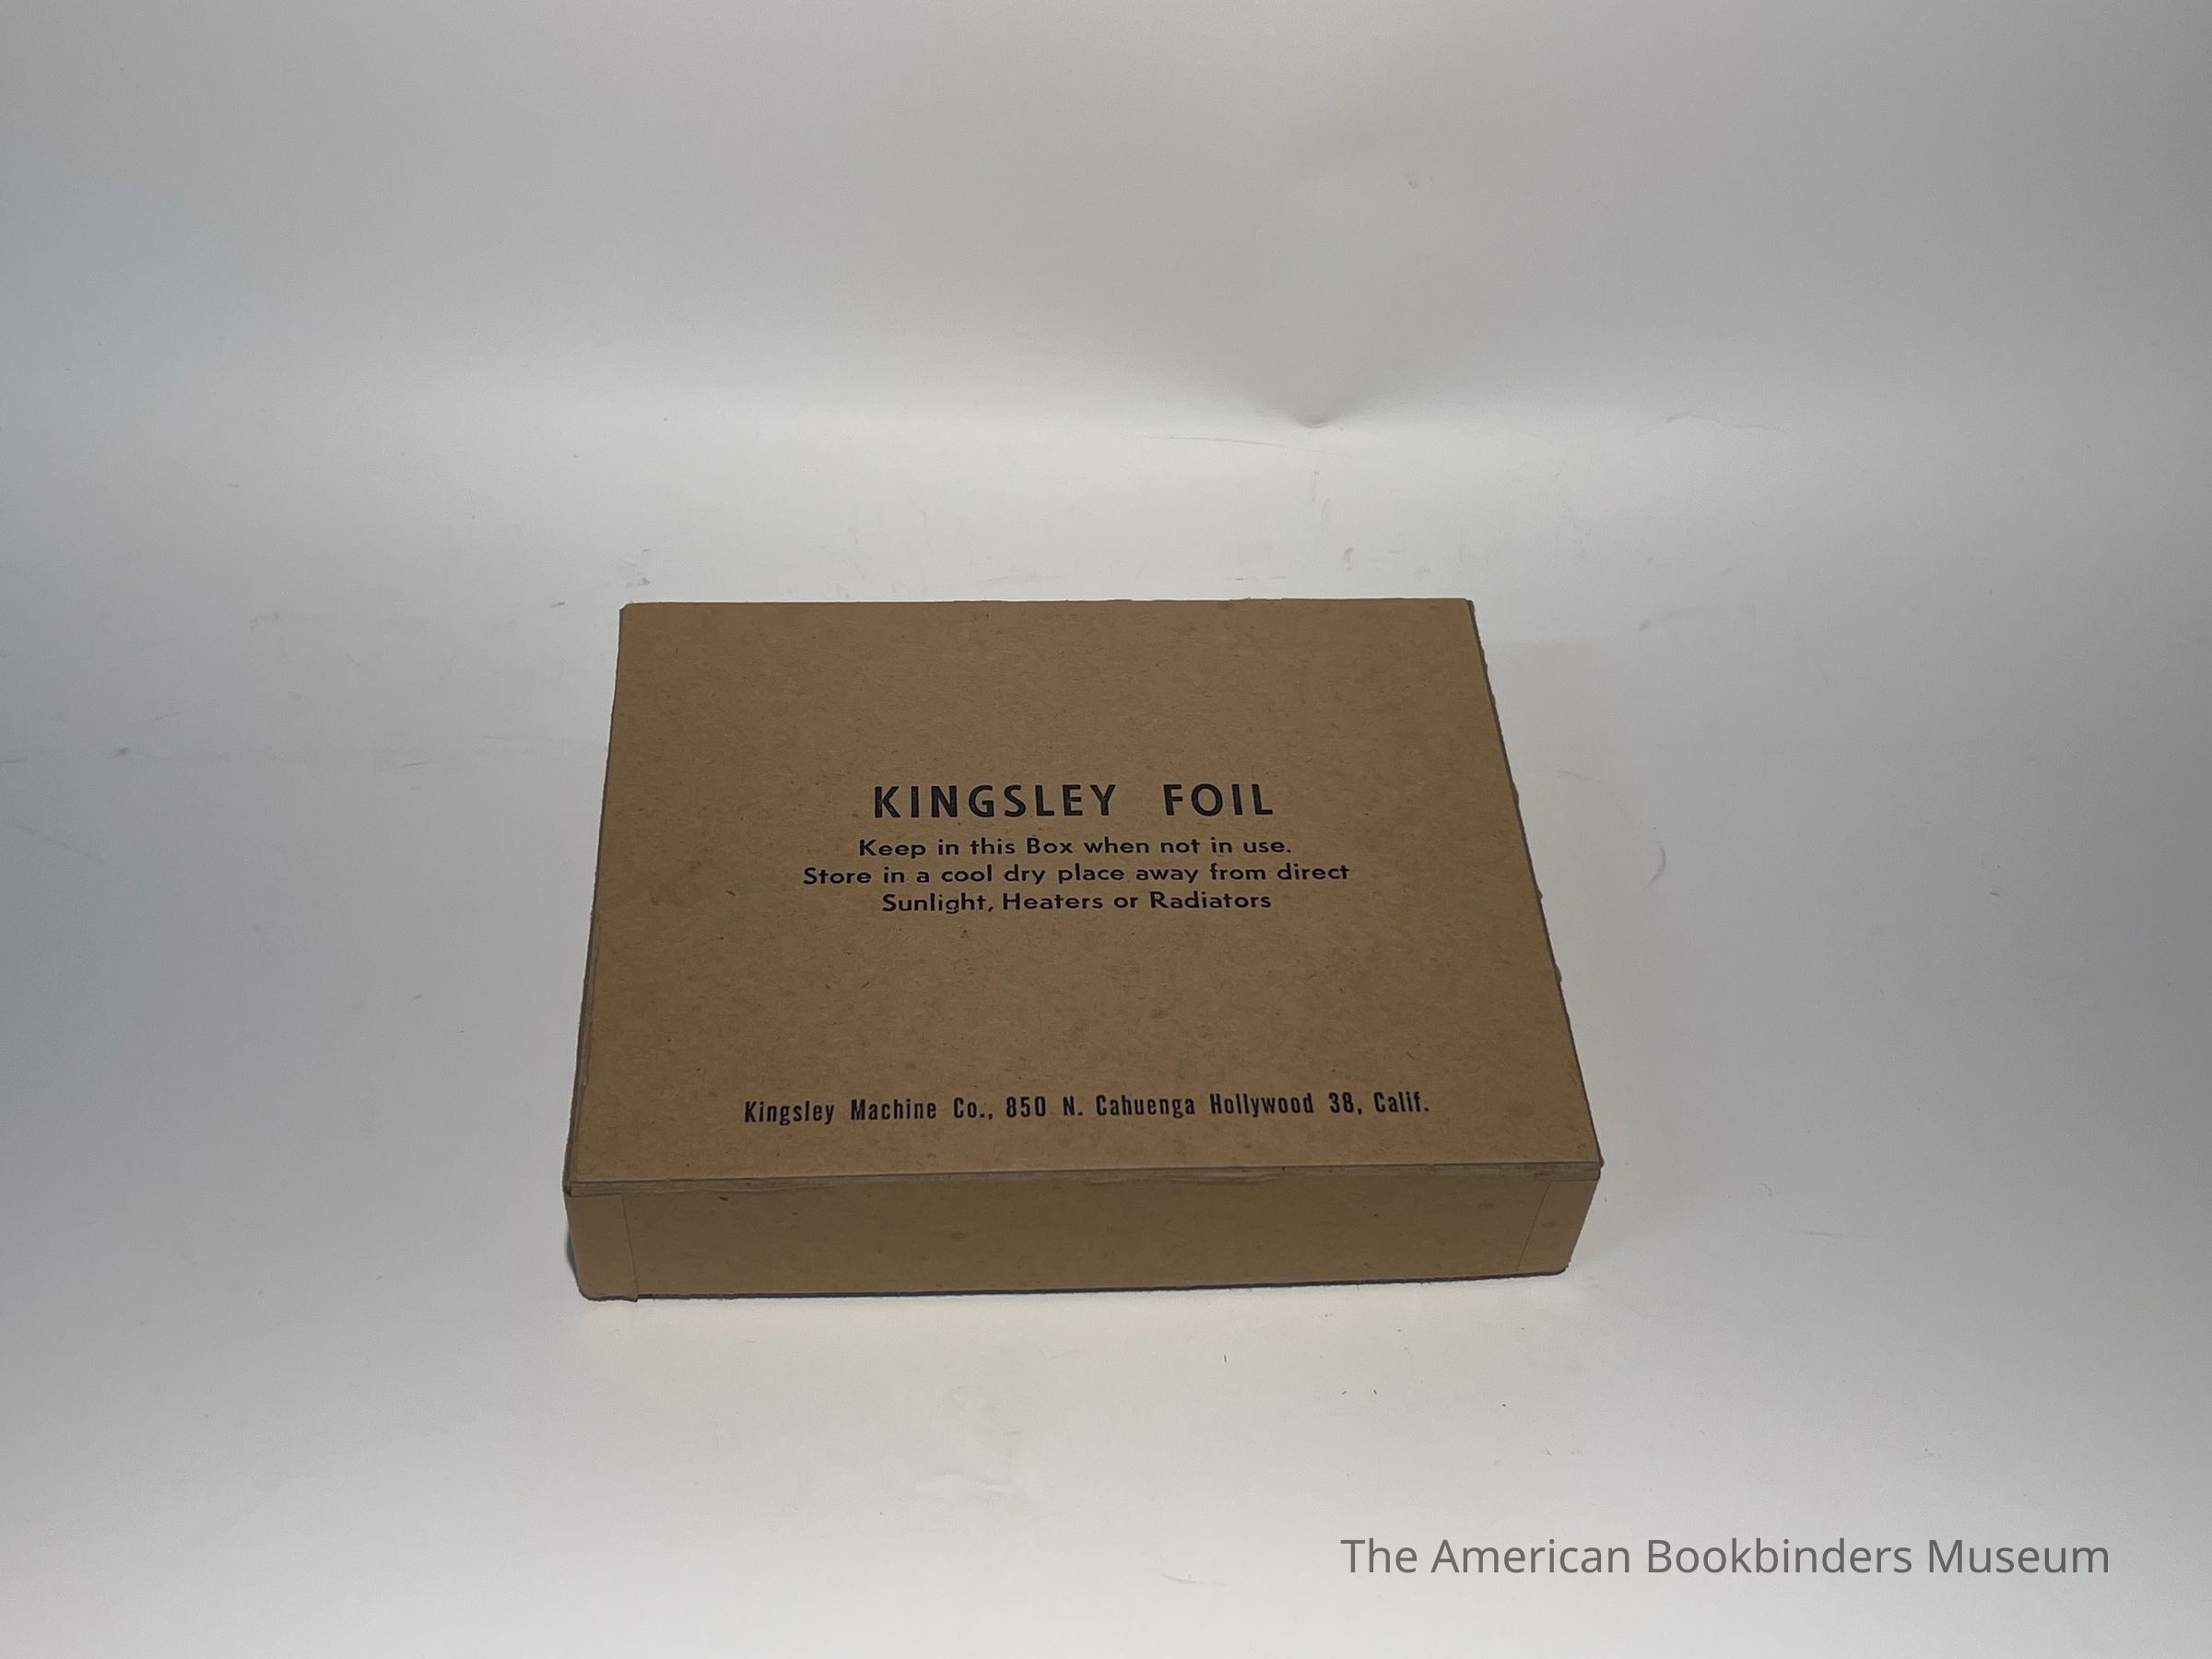 KINGSLEY FOIL
Keep in this Box when not in use.
Store in a cool dry place away from direct
Sunlight, Heaters or Radiators
Kingsley Machine Co., 850 N. Cahuenga Hollywood 38, Calif.
The American Bookbinders Museum